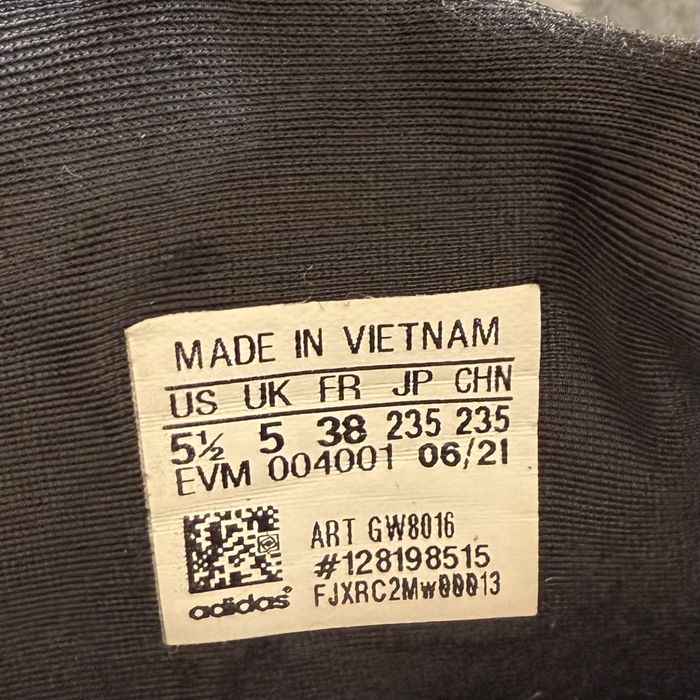 MADE IN VIETNAM
US UK FR JP CHN
5½ 5 38 235 235
EVM 004001 06/21
ART GW8016
#128198515
adidas